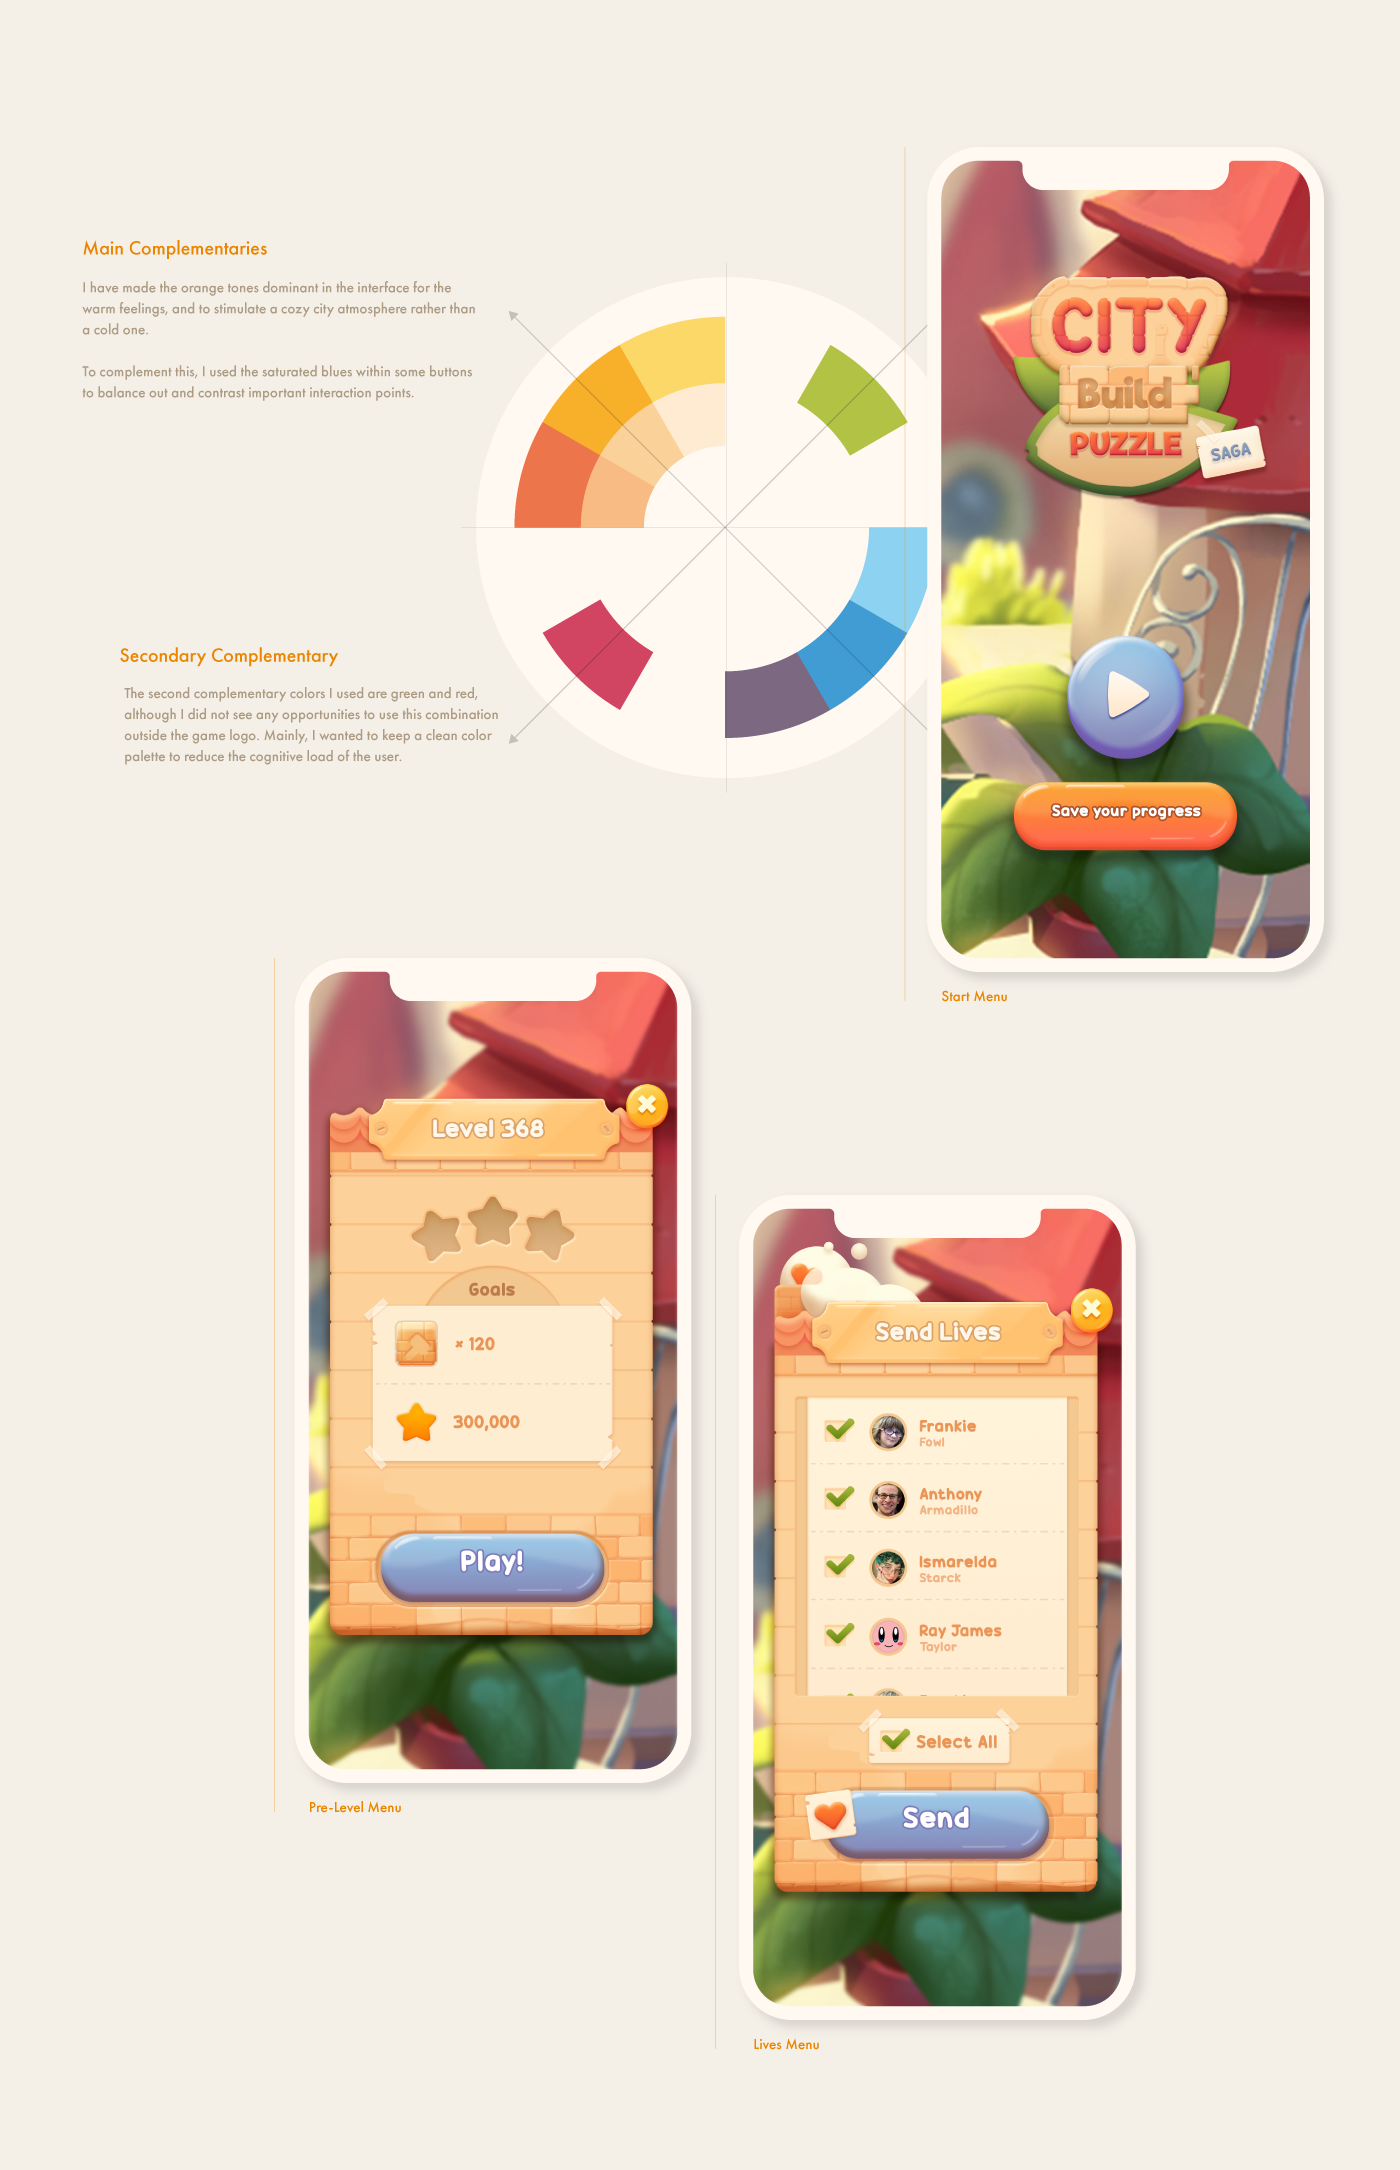 Main Complementaries
I have made the orange tones dominant in the interface for the
warm feelings, and to stimulate a cozy city atmosphere rather than
a cold one.
To complement this, I used the saturated blues within some buttons
to balance out and contrast important interaction points.
Secondary Complementary
The second complementary colors I used are green and red,
although I did not see any opportunities to use this combination
outside the game logo. Mainly, I wanted to keep a clean color
palette to reduce the cognitive load of the user.
CITY
Build
PUZZLE
SAGA
Save your progress
Start Menu
Level 368
Goals
× 120
300,000
Play!
Pre-Level Menu
Send Lives
Frankie
Fowl
Anthony
Armadillo
Ismarelda
Starck
Ray James
Taylor
Select All
Send
Lives Menu